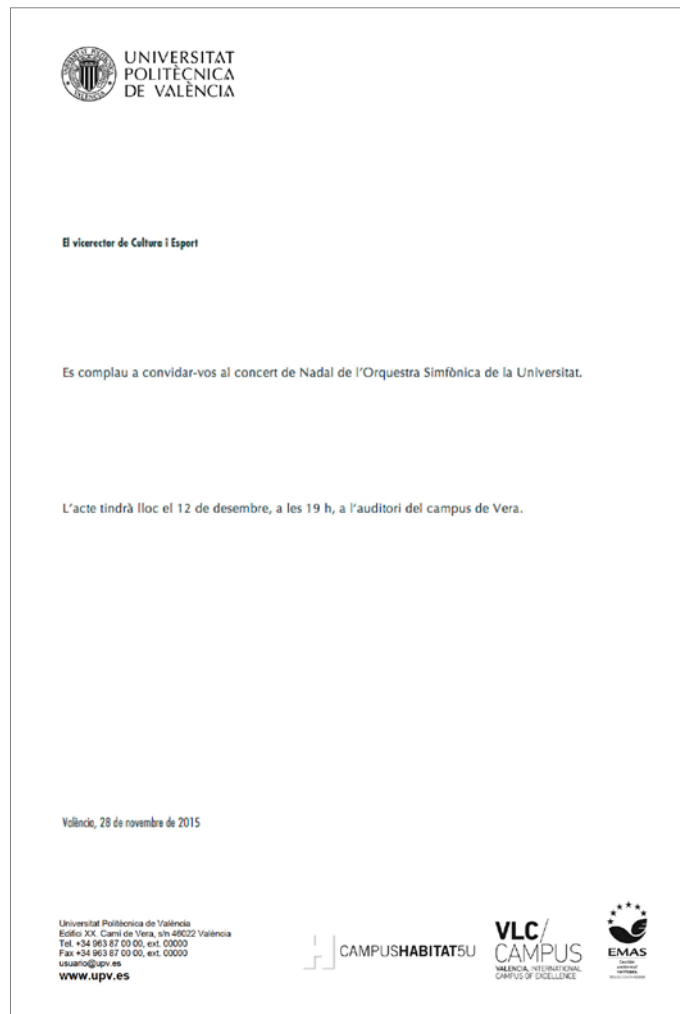 UNIVERSITAT
POLITÈCNICA
DE VALÈNCIA
El vicerector de Cultura i Esport
Es complau a convidar-vos al concert de Nadal de l'Orquestra Simfònica de la Universitat.
L'acte tindrà lloc el 12 de desembre, a les 19 h, a l'auditori del campus de Vera.
València, 28 de novembre de 2015
Universitat Politècnica de València
Edifici XX. Camí de Vera, s/n 46022 València
Tel. +34 963 87 00 00, ext. 00000
Fax +34 963 87 00 00, ext. 00000
usuario@upv.es
www.upv.es
CAMPUSHABITAT5U
VLC/
CAMPUS
VALENCIA, INTERNATIONAL
CAMPUS OF EXCELLENCE
EMAS